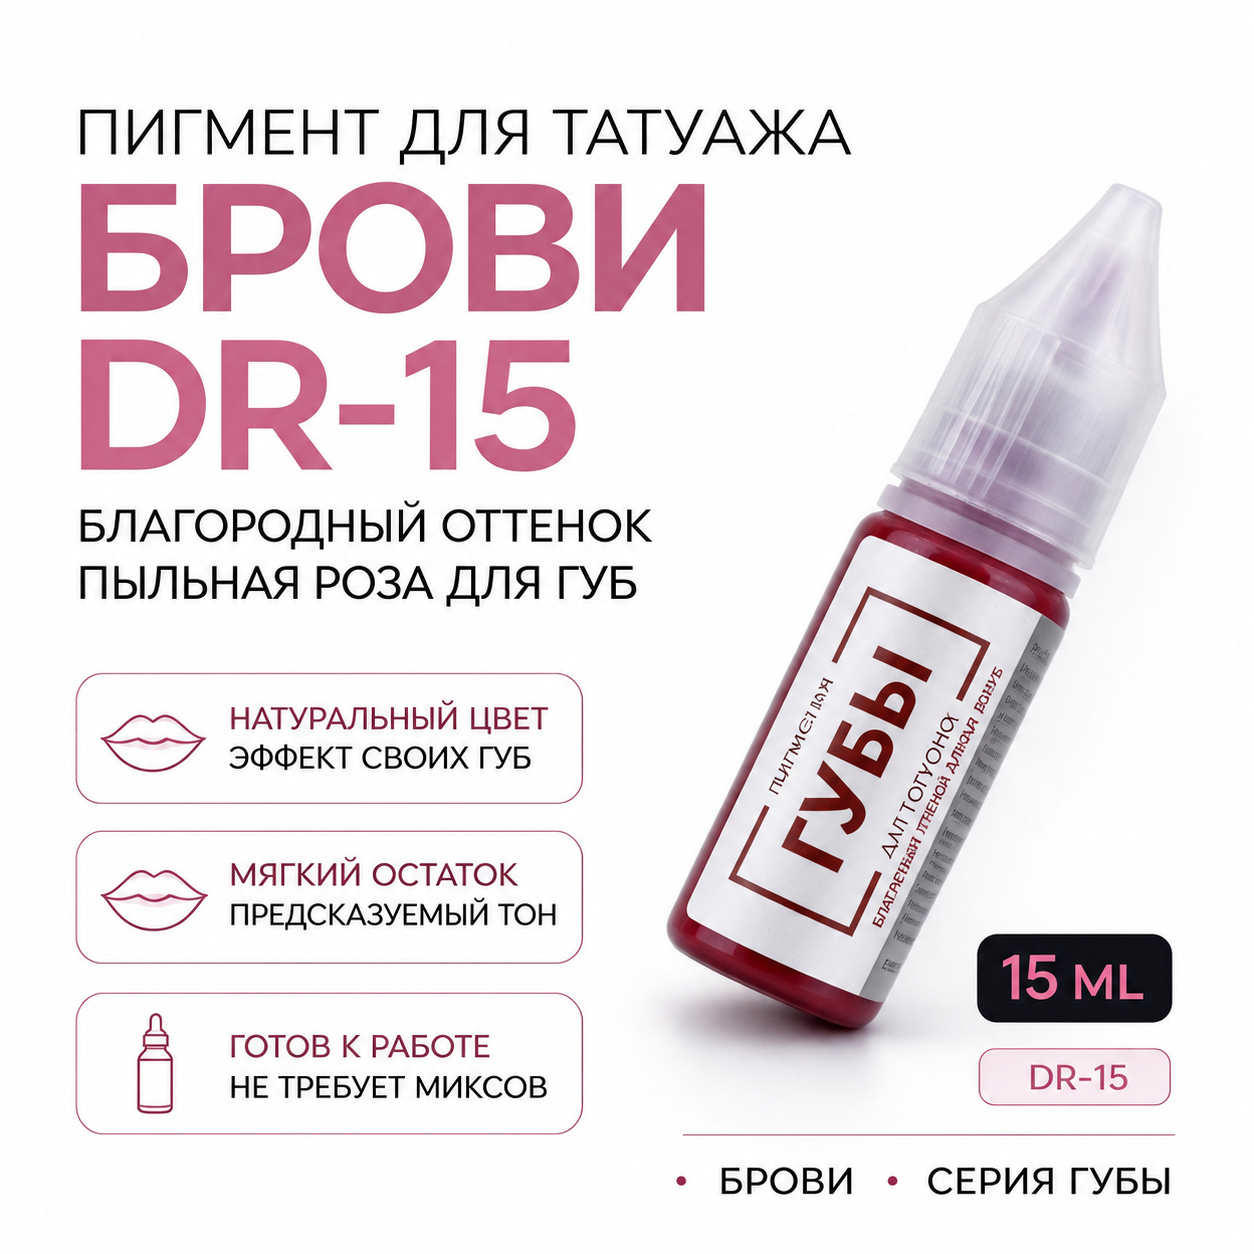 ПИГМЕНТ ДЛЯ ТАТУАЖА
БРОВИ
DR-15
БЛАГОРОДНЫЙ ОТТЕНОК
ПЫЛЬНАЯ РОЗА ДЛЯ ГУБ
НАТУРАЛЬНЫЙ ЦВЕТ
ЭФФЕКТ СВОИХ ГУБ
МЯГКИЙ ОСТАТОК
ПРЕДСКАЗУЕМЫЙ ТОН
ГОТОВ К РАБОТЕ
НЕ ТРЕБУЕТ МИКСОВ
ГУБЫ
15 ML
DR-15
• БРОВИ • СЕРИЯ ГУБЫ